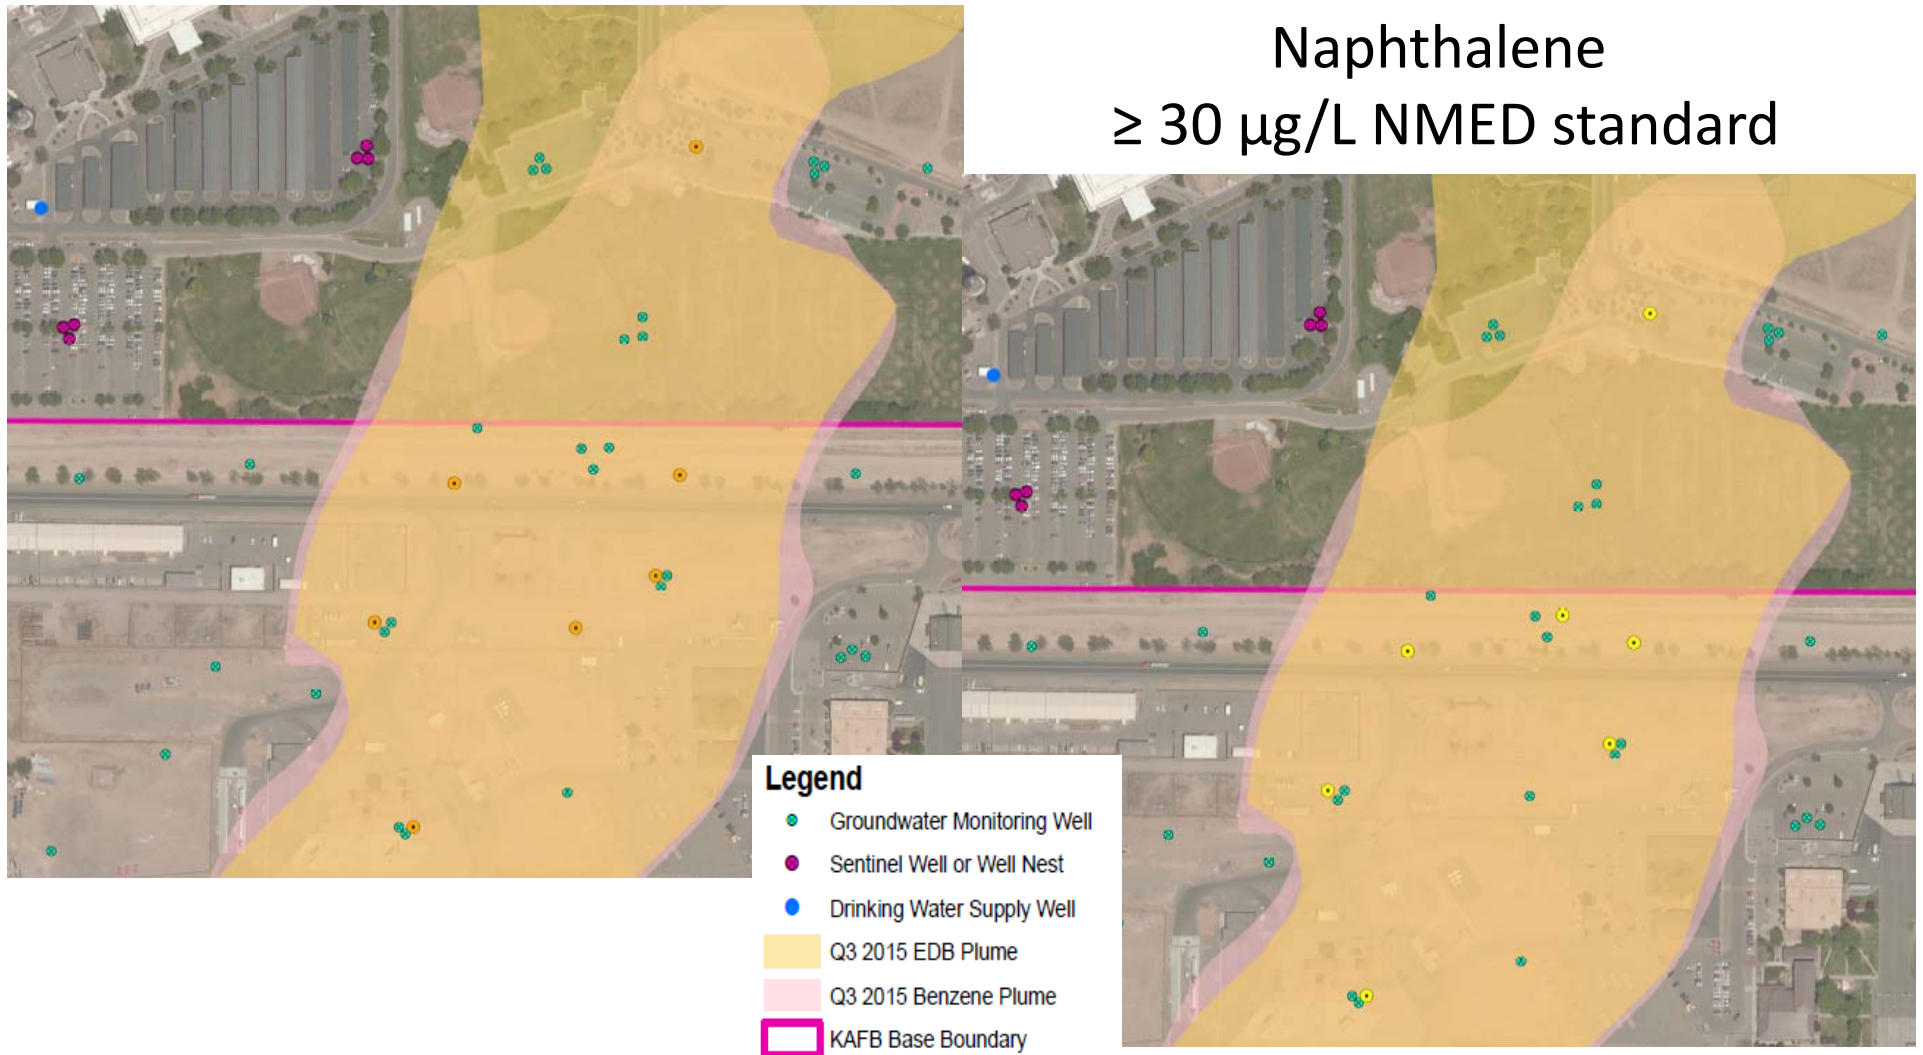 Naphthalene
≥ 30 µg/L NMED standard
Legend
Groundwater Monitoring Well
Sentinel Well or Well Nest
Drinking Water Supply Well
Q3 2015 EDB Plume
Q3 2015 Benzene Plume
KAFB Base Boundary